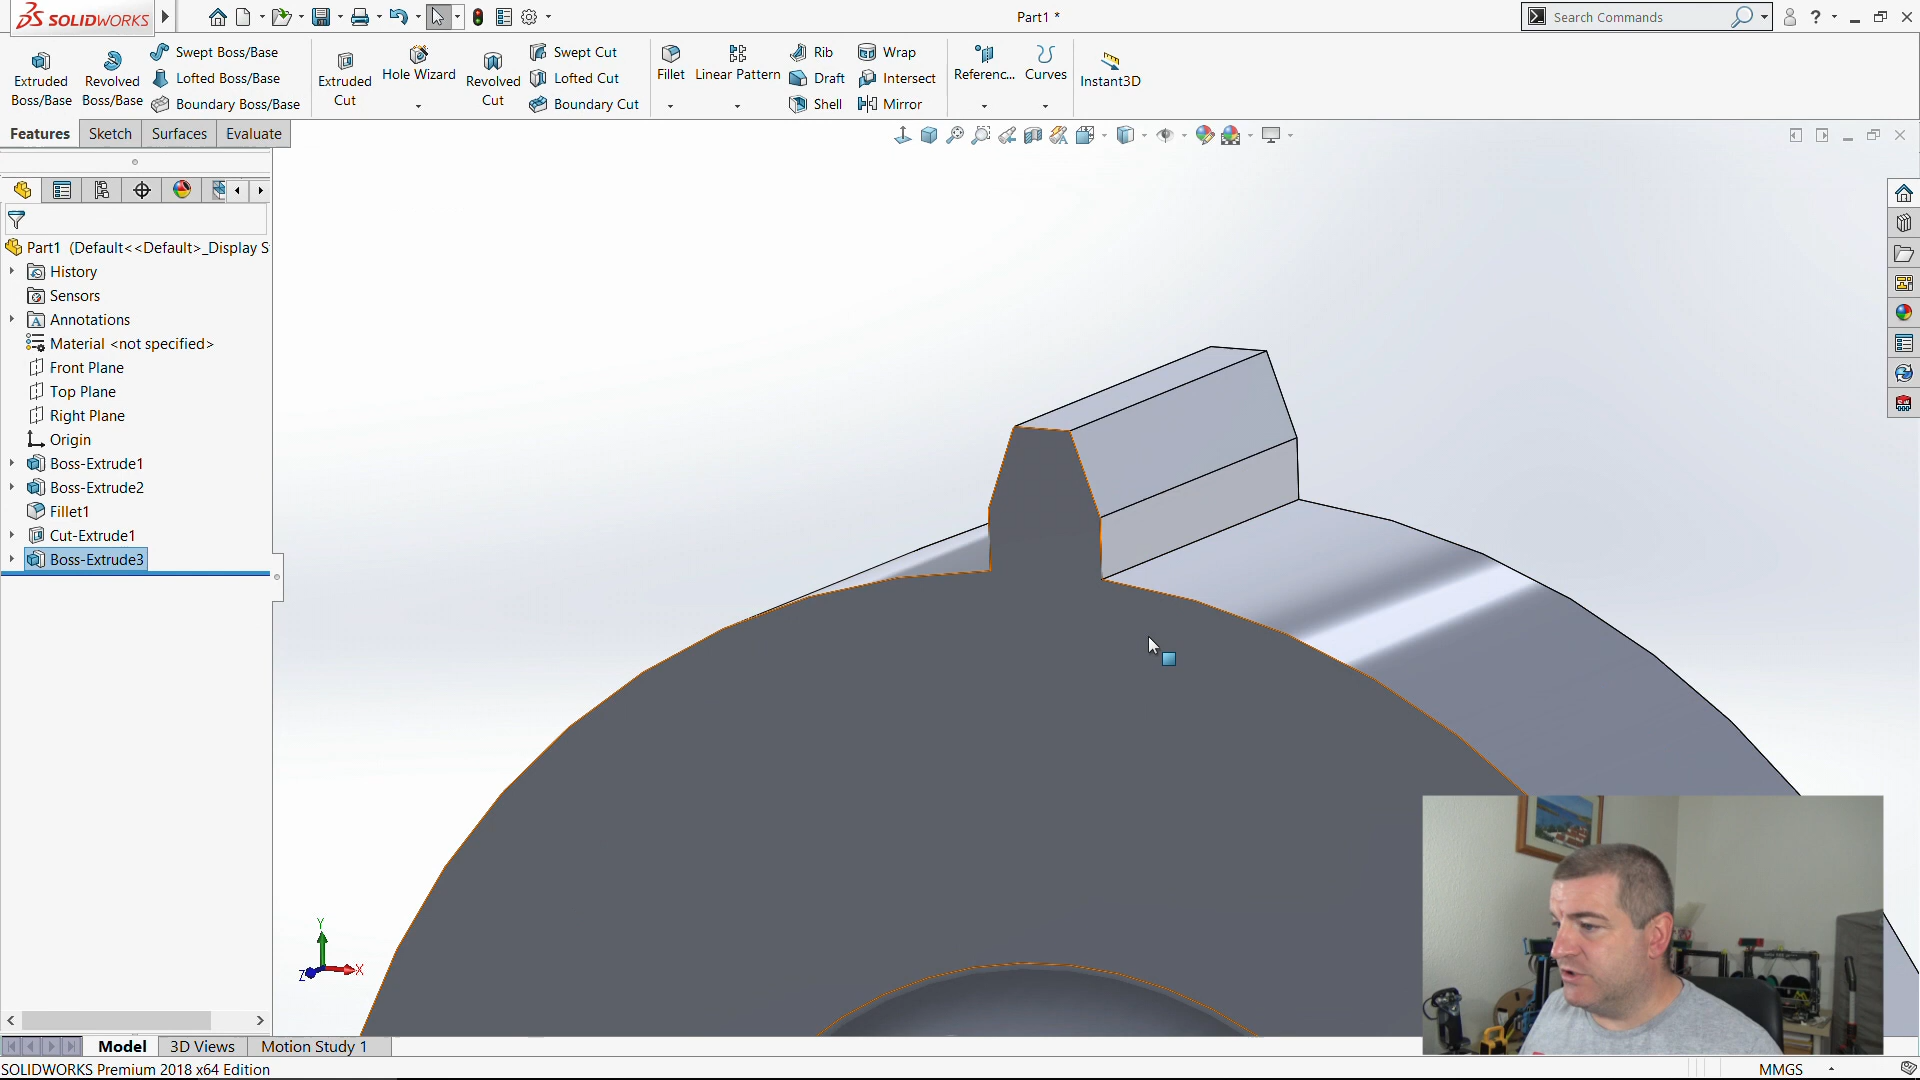 SOLIDWORKS
Part1 *
Search Commands
Extruded Boss/Base
Revolved Boss/Base
Swept Boss/Base
Lofted Boss/Base
Boundary Boss/Base
Extruded Cut
Hole Wizard
Revolved Cut
Swept Cut
Lofted Cut
Boundary Cut
Fillet
Linear Pattern
Rib
Draft
Shell
Wrap
Intersect
Mirror
Referenc...
Curves
Instant3D
Features
Sketch
Surfaces
Evaluate
Part1 (Default<<Default>_Display S
History
Sensors
Annotations
Material <not specified>
Front Plane
Top Plane
Right Plane
Origin
Boss-Extrude1
Boss-Extrude2
Fillet1
Cut-Extrude1
Boss-Extrude3
Y
Z
X
Model
3D Views
Motion Study 1
SOLIDWORKS Premium 2018 x64 Edition
MMGS